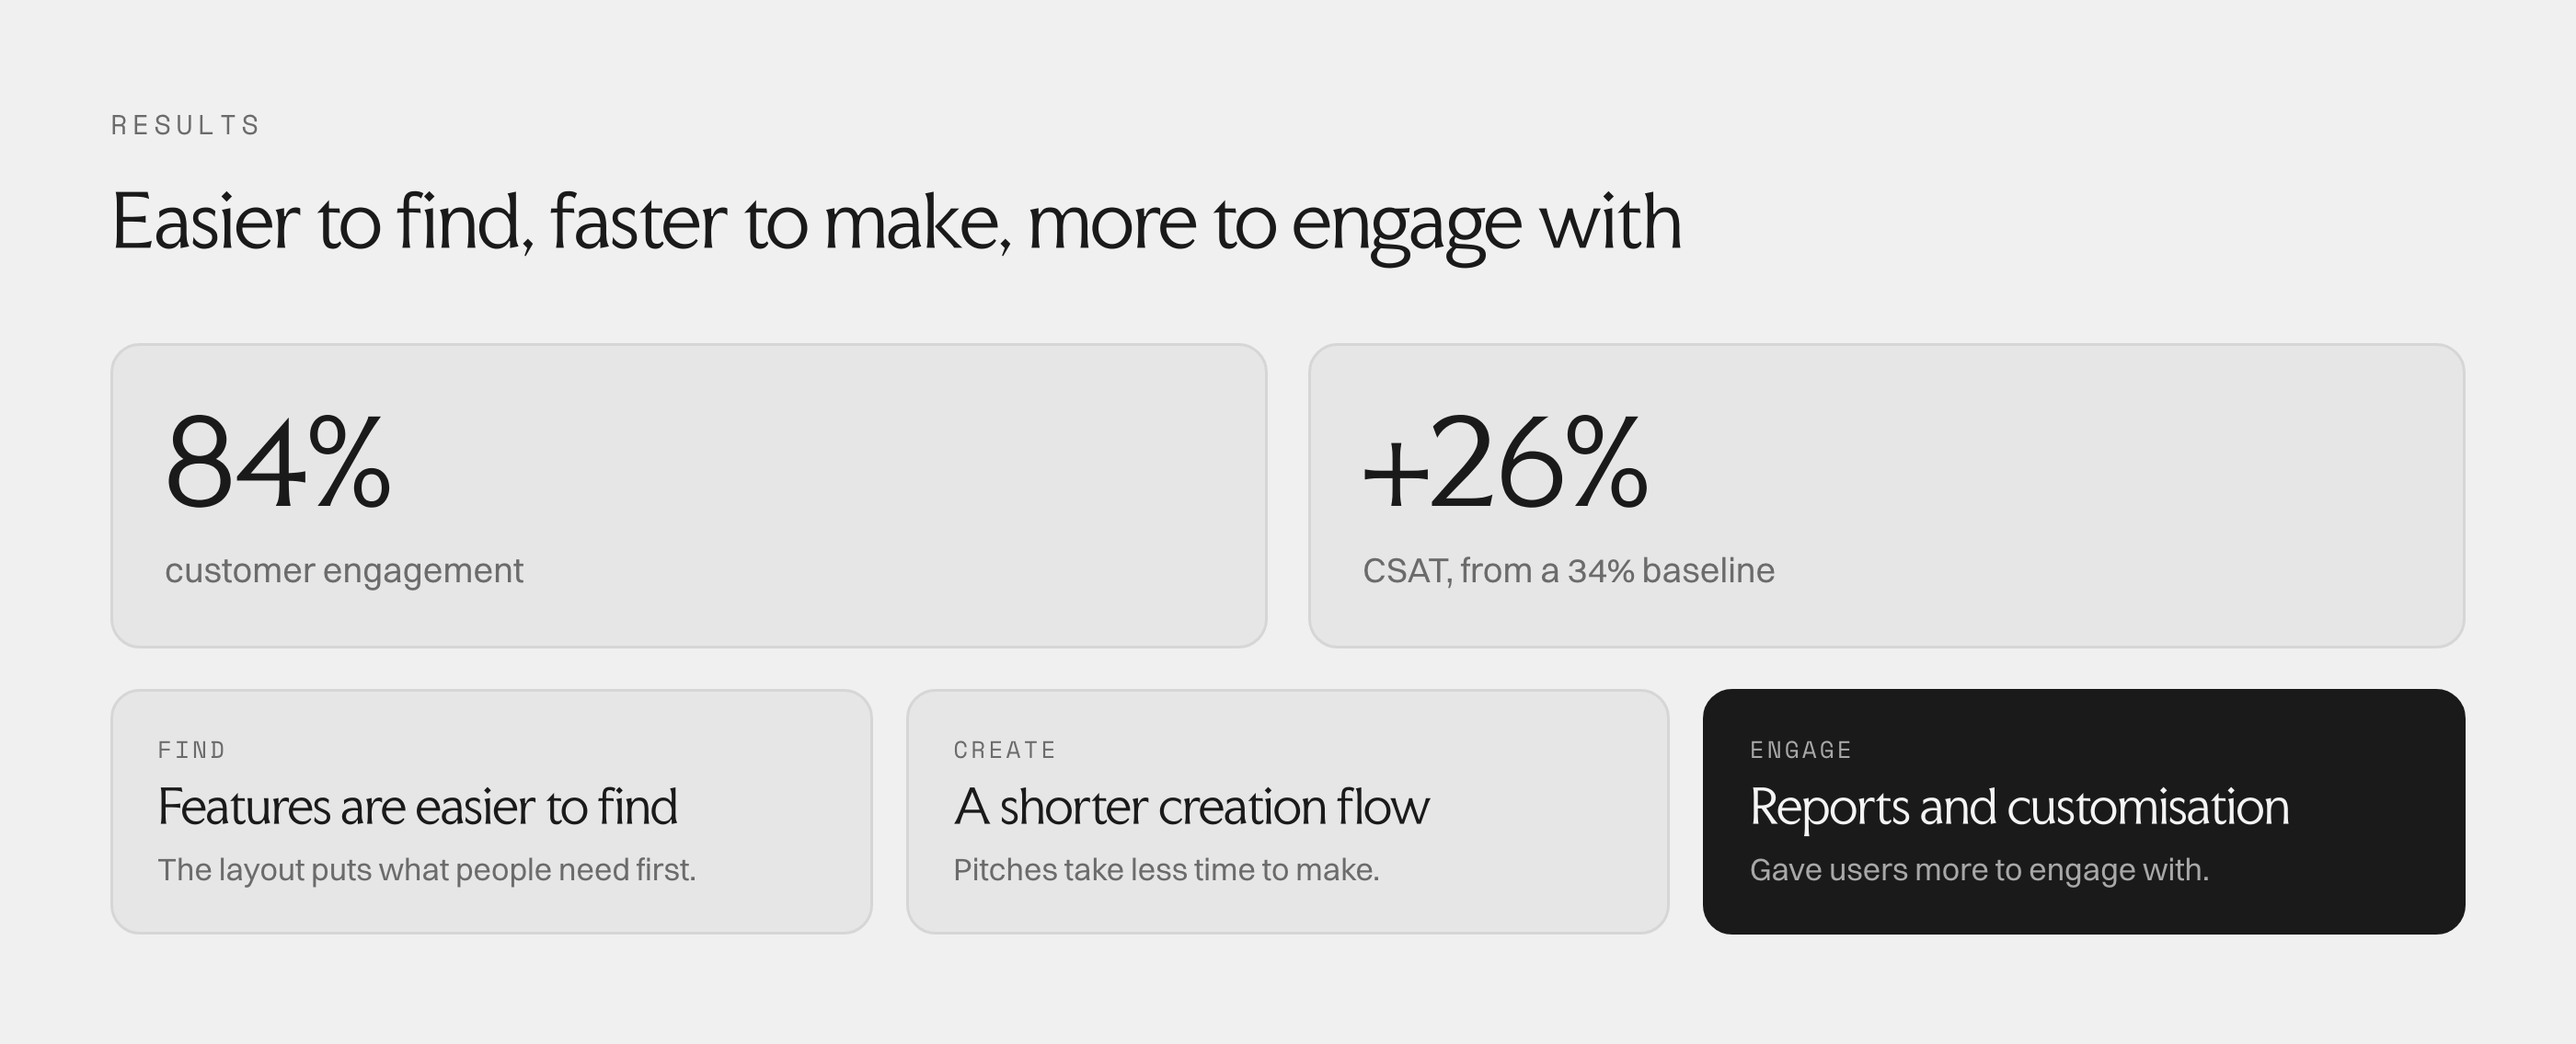 RESULTS
Easier to find, faster to make, more to engage with
84%
customer engagement
+26%
CSAT, from a 34% baseline
FIND
Features are easier to find
The layout puts what people need first.
CREATE
A shorter creation flow
Pitches take less time to make.
ENGAGE
Reports and customisation
Gave users more to engage with.